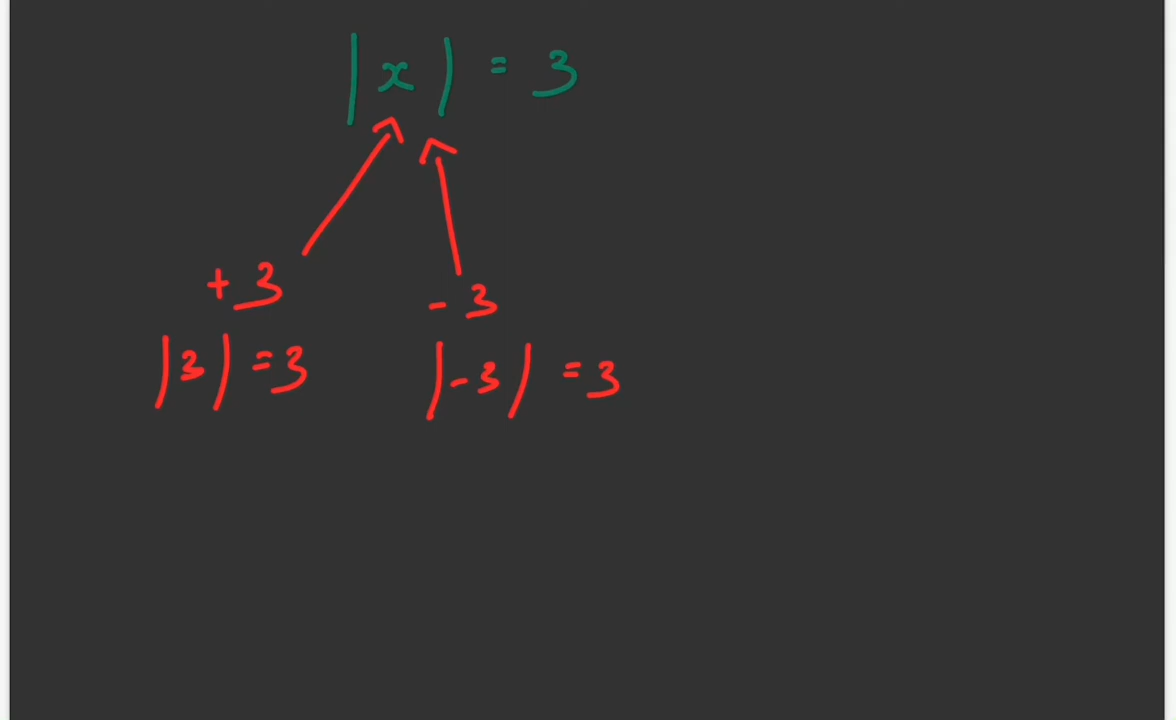 |x| = 3
+3
-3
|3| = 3
|-3| = 3